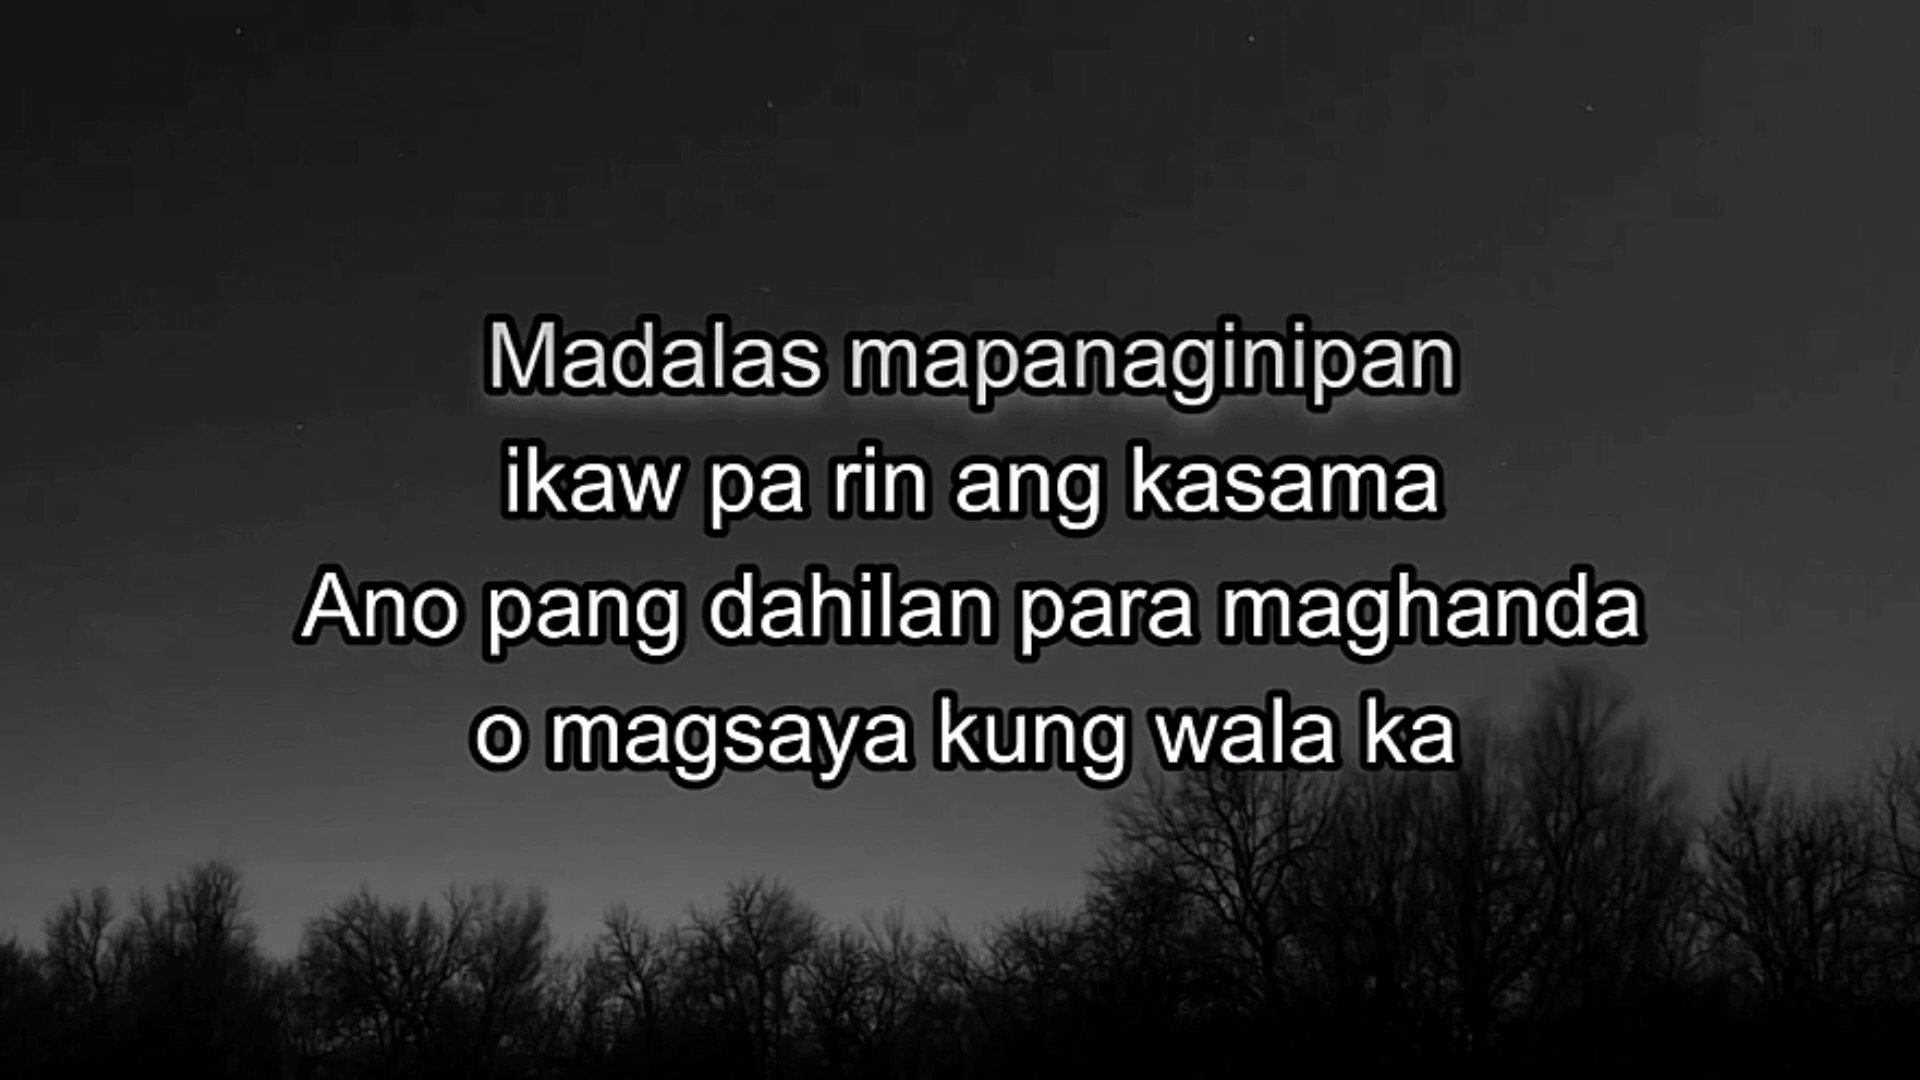 Madalas mapanaginipan
ikaw pa rin ang kasama
Ano pang dahilan para maghanda
o magsaya kung wala ka